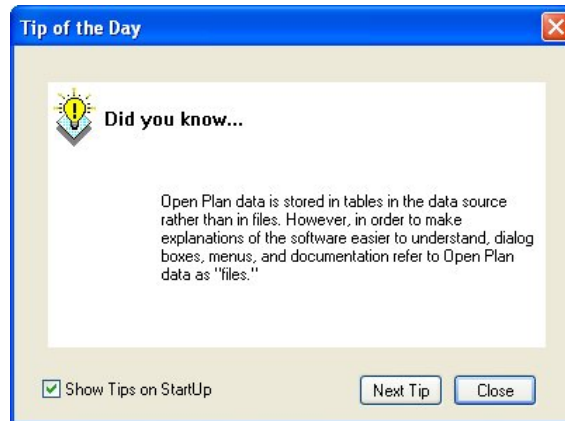 Tip of the Day
Did you know...
Open Plan data is stored in tables in the data source
rather than in files. However, in order to make
explanations of the software easier to understand, dialog
boxes, menus, and documentation refer to Open Plan
data as "files."
Show Tips on StartUp
Next Tip
Close